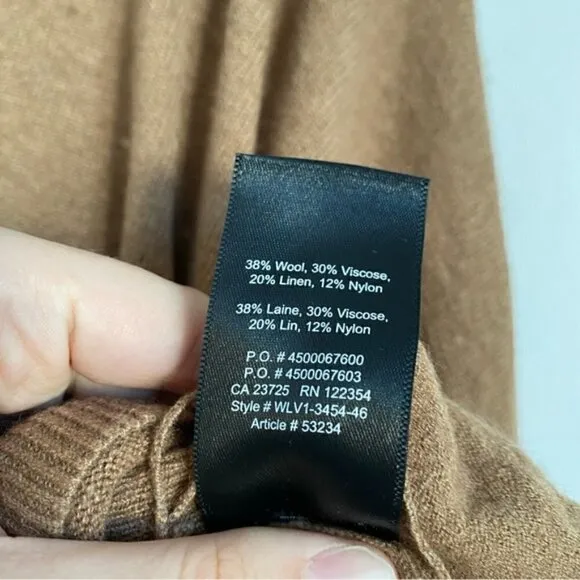 38% Wool, 30% Viscose,
20% Linen, 12% Nylon
38% Laine, 30% Viscose,
20% Lin, 12% Nylon
P.O. # 4500067600
P.O. # 4500067603
CA 23725 RN 122354
Style # WLV1-3454-46
Article # 53234